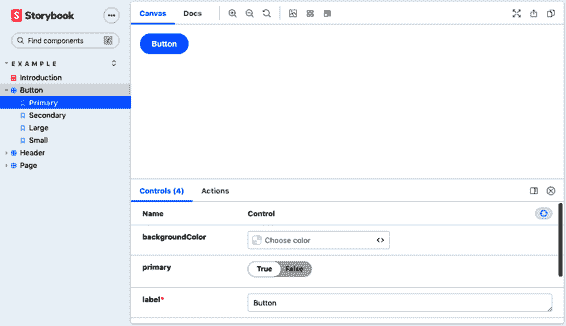 Storybook
Canvas Docs
Find components
EXAMPLE
Introduction
Button
Primary
Secondary
Large
Small
Header
Page
Button
Controls (4) Actions
Name Control
backgroundColor Choose color
primary True False
label* Button